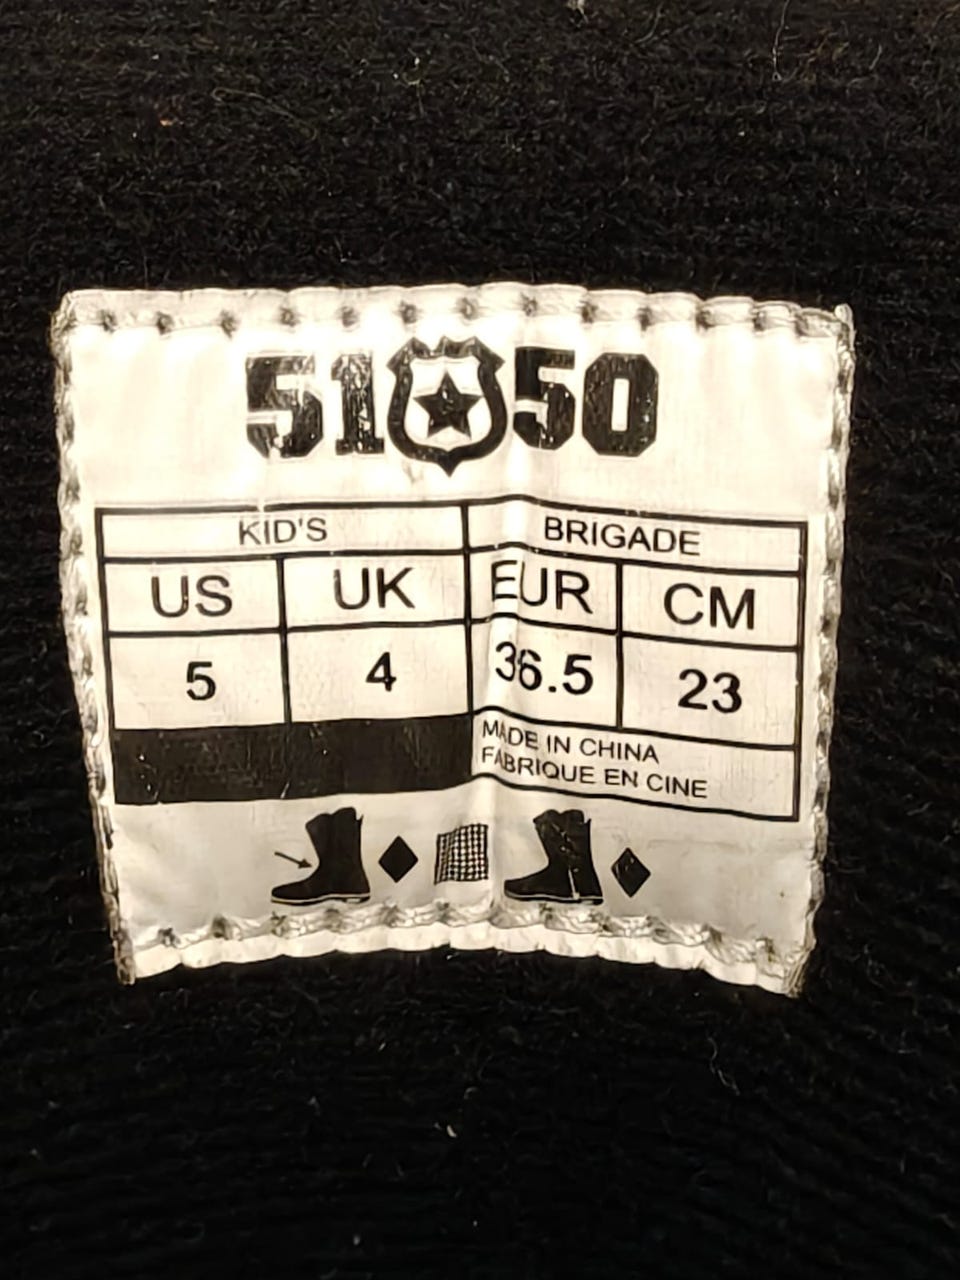 51 50
KID'S BRIGADE
US UK EUR CM
5 4 36.5 23
MADE IN CHINA
FABRIQUE EN CINE